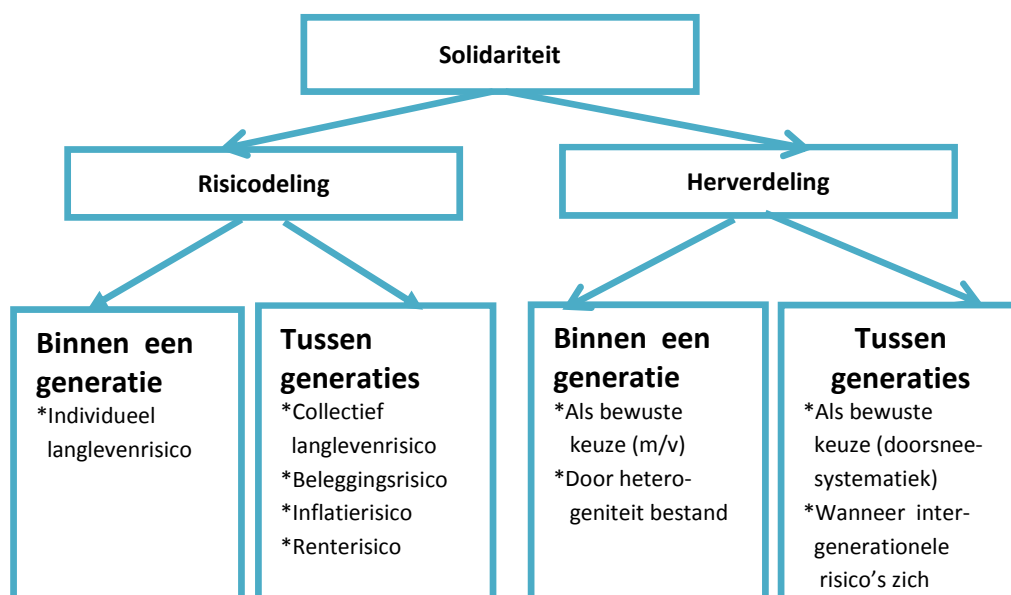 Solidariteit
Risicodeling
Herverdeling
Binnen een
generatie
*Individueel
langlevenrisico
Tussen
generaties
*Collectief
langlevenrisico
*Beleggingsrisico
*Inflatierisico
*Renterisico
Binnen een
generatie
*Als bewuste
keuze (m/v)
*Door hetero-
geniteit bestand
Tussen
generaties
*Als bewuste
keuze (doorsnee-
systematiek)
*Wanneer inter-
generationele
risico's zich